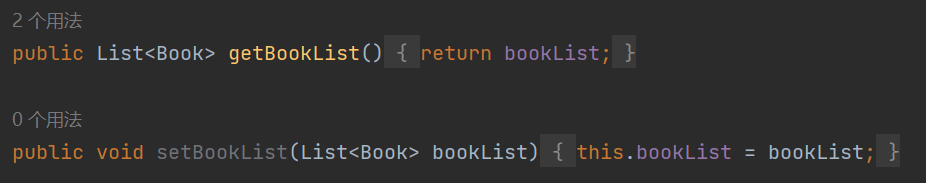 2 个用法
public List<Book> getBookList() { return bookList; }
0 个用法
public void setBookList(List<Book> bookList) { this.bookList = bookList; }